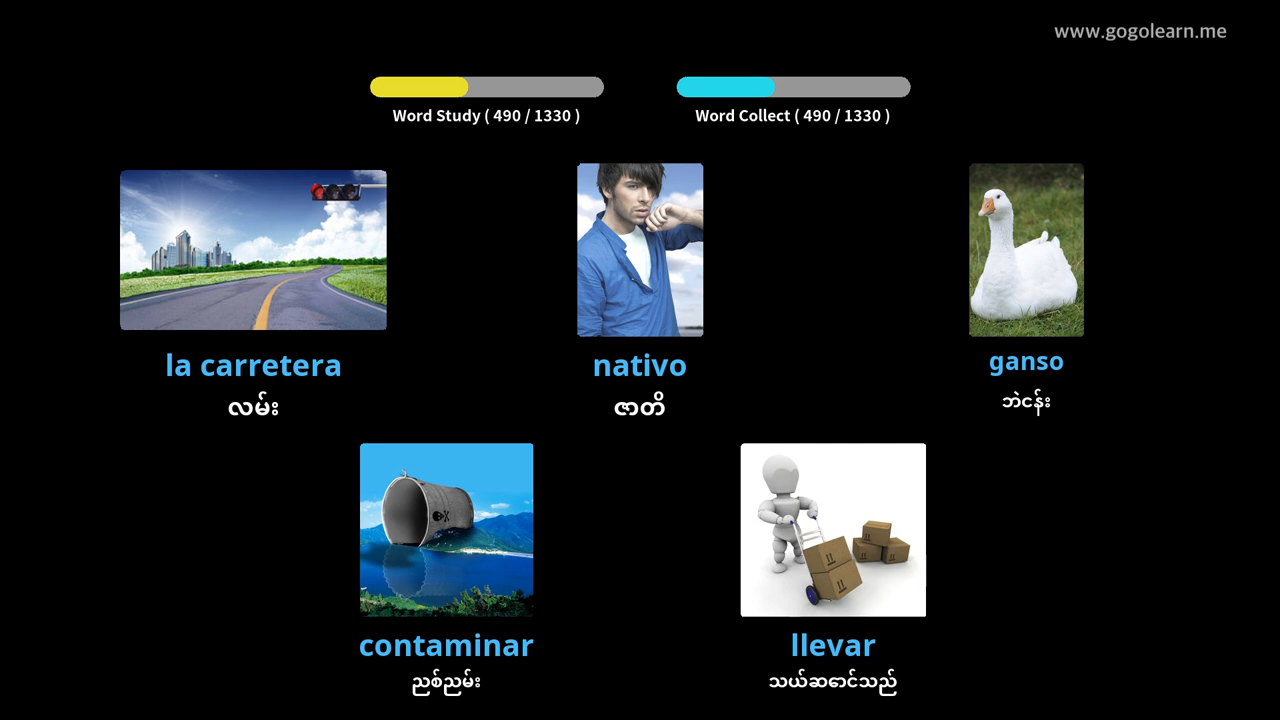 www.gogolearn.me
Word Study ( 490 / 1330 )
Word Collect ( 490 / 1330 )
la carretera
လမ်း
nativo
ဇာတိ
ganso
ဘဲငန်း
contaminar
ညစ်ညမ်း
llevar
သယ်ဆောင်သည်